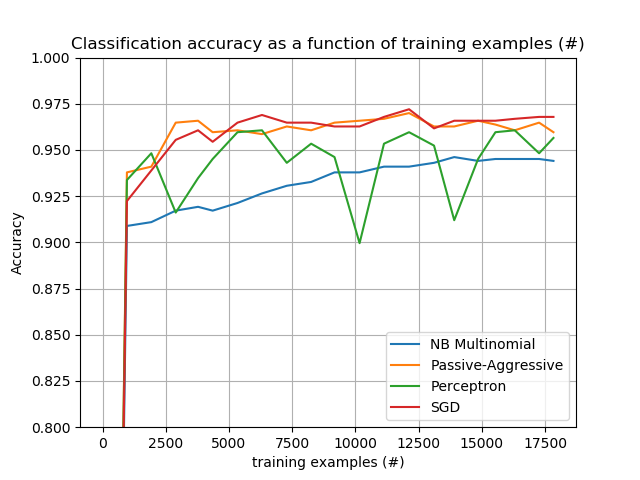 Classification accuracy as a function of training examples (#)
1.000
0.975
0.950
0.925
0.900
0.875
0.850
0.825
0.800
Accuracy
NB Multinomial
Passive-Aggressive
Perceptron
SGD
0 2500 5000 7500 10000 12500 15000 17500
training examples (#)